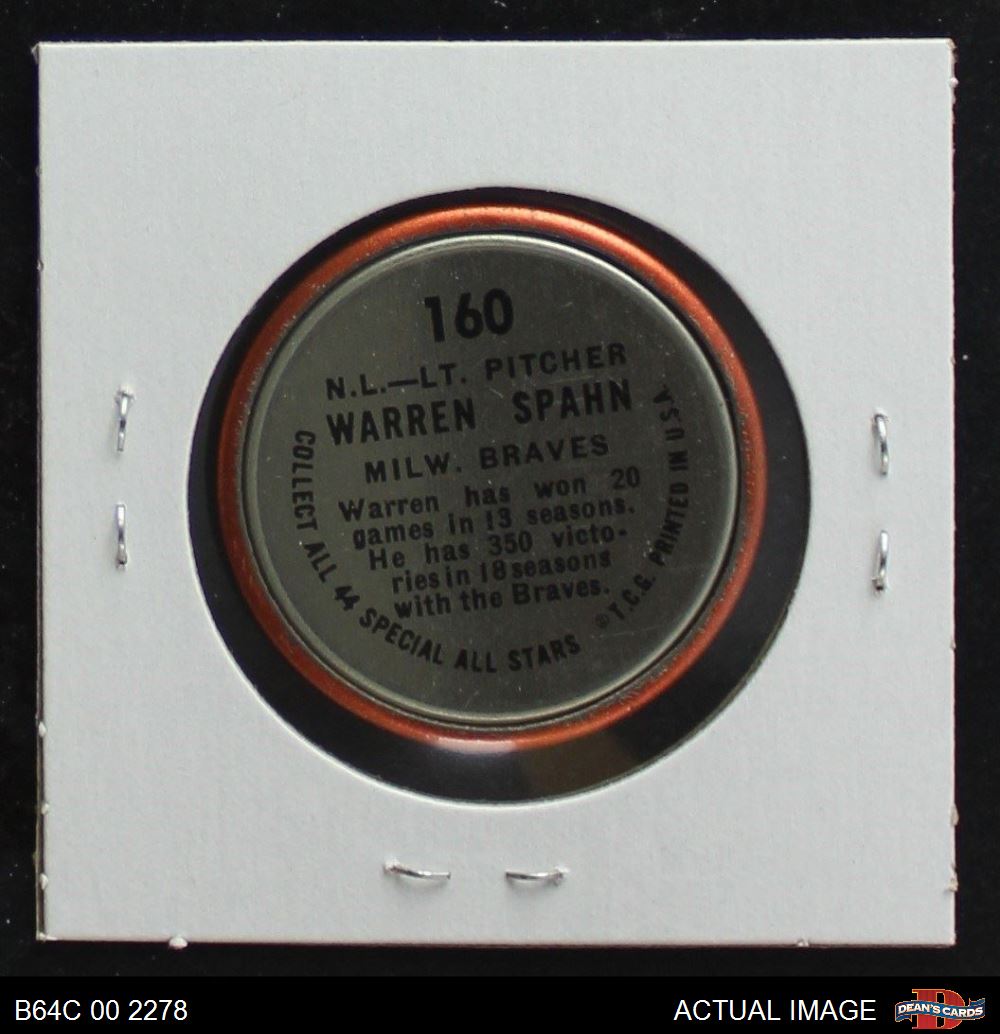 160
N.L.—LT. PITCHER
WARREN SPAHN
MILW. BRAVES
Warren has won 20
games in 13 seasons.
He has 350 victo-
ries in 18 seasons
with the Braves.
COLLECT ALL 44 SPECIAL ALL STARS
©T.C.G. PRINTED IN USA
B64C 00 2278
ACTUAL IMAGE
DEAN'S CARDS